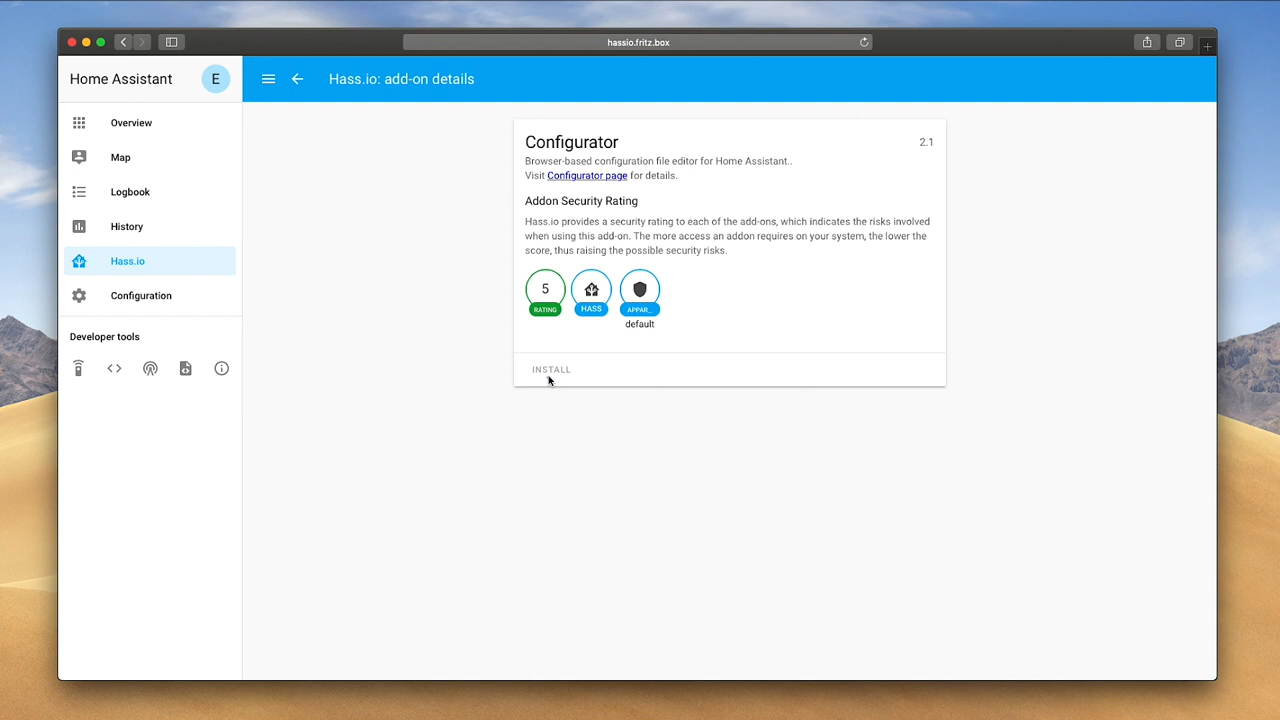 hassio.fritz.box
Home Assistant
E
Hass.io: add-on details
Overview
Map
Logbook
History
Hass.io
Configuration
Developer tools
Configurator
2.1
Browser-based configuration file editor for Home Assistant..
Visit Configurator page for details.
Addon Security Rating
Hass.io provides a security rating to each of the add-ons, which indicates the risks involved
when using this add-on. The more access an addon requires on your system, the lower the
score, thus raising the possible security risks.
5
RATING
HASS
APPAR...
default
INSTALL